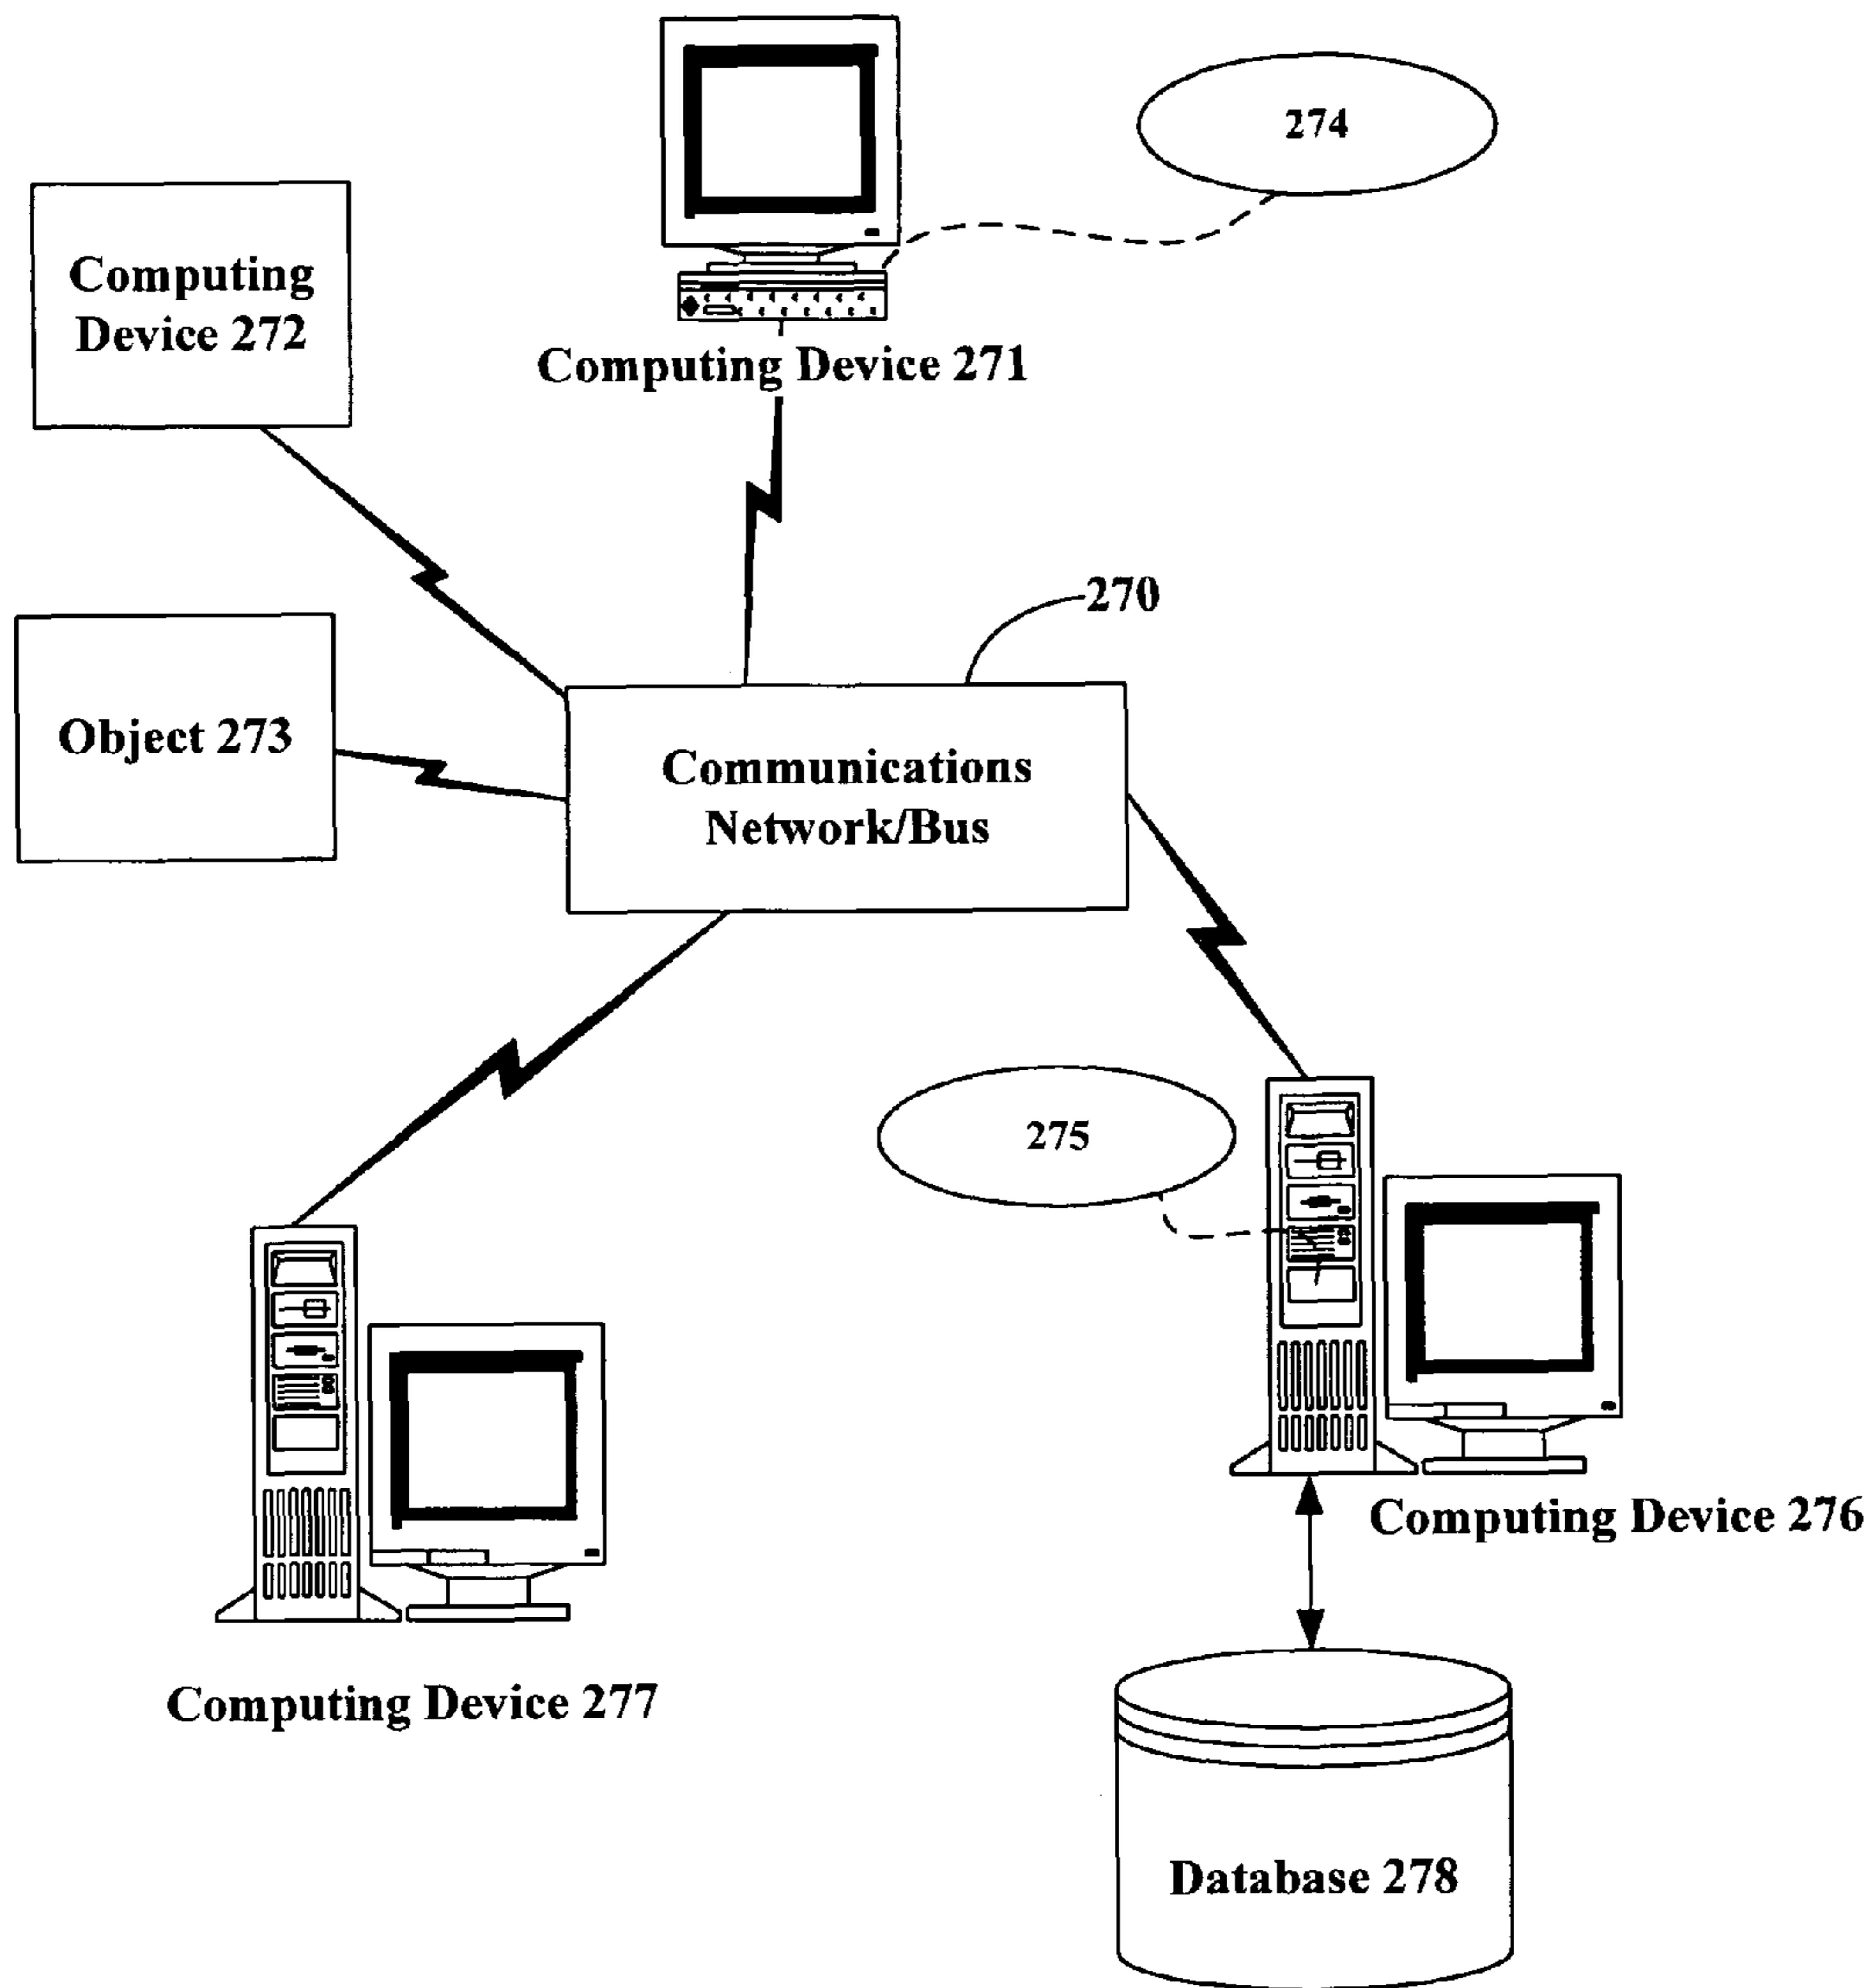 274
Computing
Device 272
Computing Device 271
270
Object 273
Communications
Network/Bus
275
Computing Device 276
Computing Device 277
Database 278